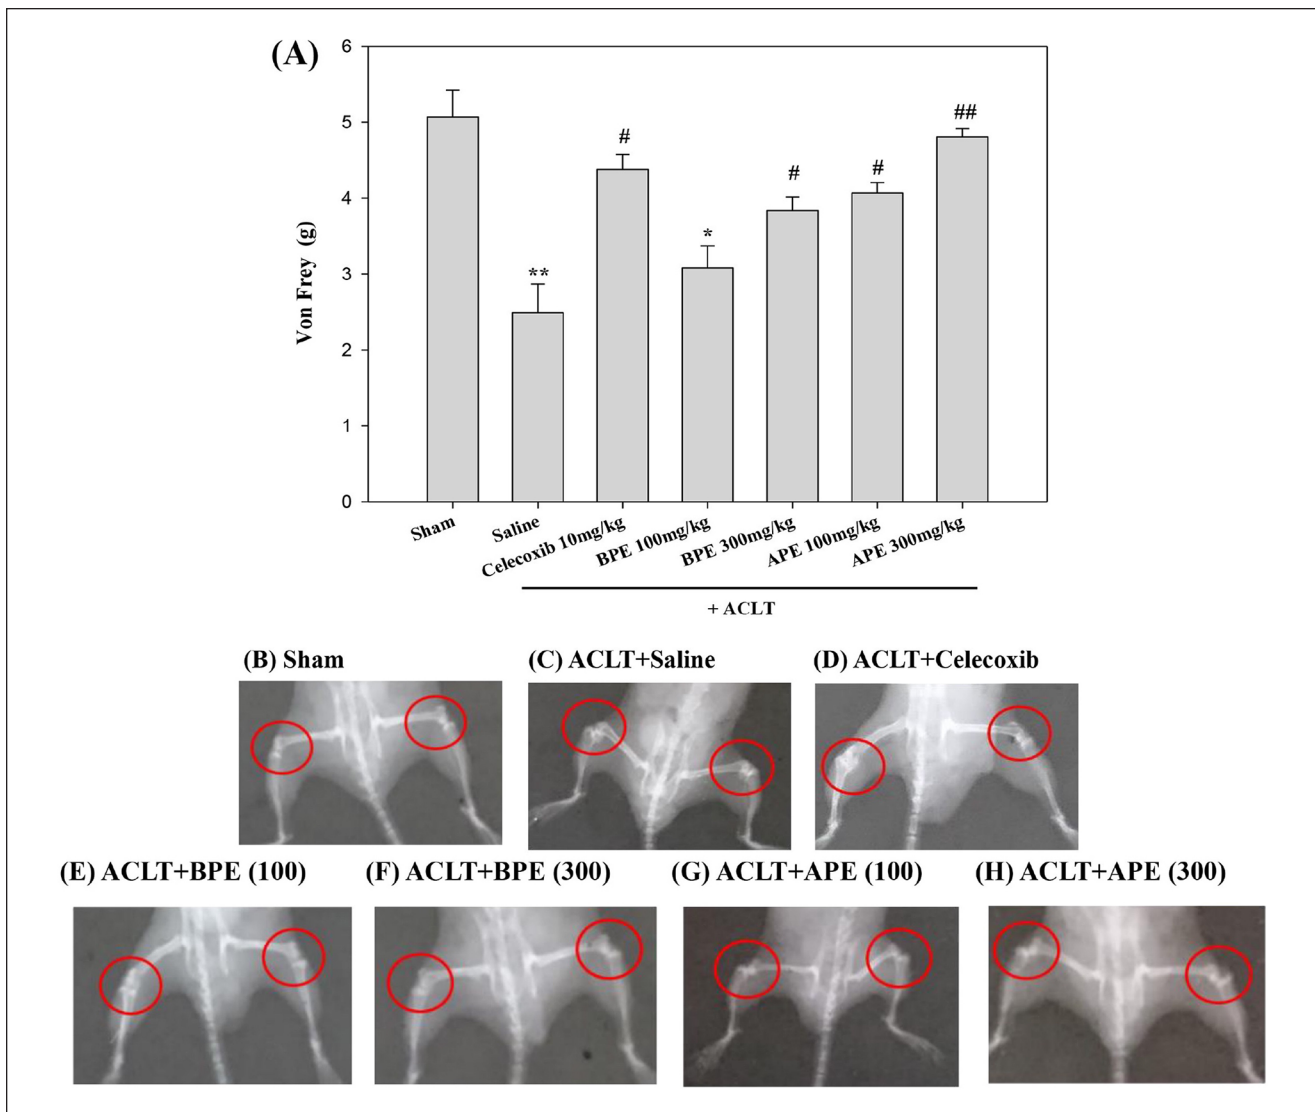 (A)
6
5
4
3
2
1
0
Von Frey (g)
**
#
*
#
#
##
Sham
Saline
Celecoxib 10mg/kg
BPE 100mg/kg
BPE 300mg/kg
APE 100mg/kg
APE 300mg/kg
+ ACLT
(B) Sham
(C) ACLT+Saline
(D) ACLT+Celecoxib
(E) ACLT+BPE (100)
(F) ACLT+BPE (300)
(G) ACLT+APE (100)
(H) ACLT+APE (300)